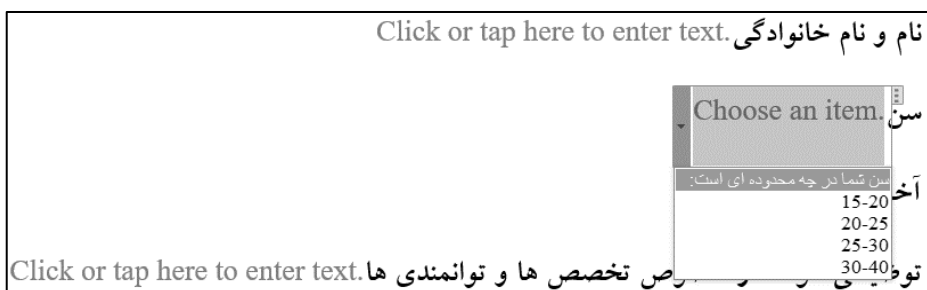 نام و نام خانوادگی.Click or tap here to enter text
سن.Choose an item
سن شما در چه محدوده ای است:
آخ
15-20
20-25
25-30
30-40
تخصص ها و توانمندی ها.Click or tap here to enter text